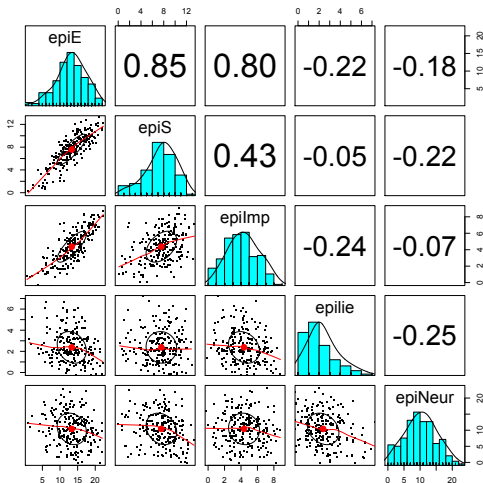 0 4 8 12
0 2 4 6
epiE
0.85
0.80
-0.22
-0.18
5 10 15 20
0 4 8 12
epiS
0.43
-0.05
-0.22
epiImp
-0.24
-0.07
0 2 4 6 8
0 2 4 6
epilie
-0.25
epiNeur
0 5 10 15 20
5 10 15 20
0 2 4 6 8
0 10 20